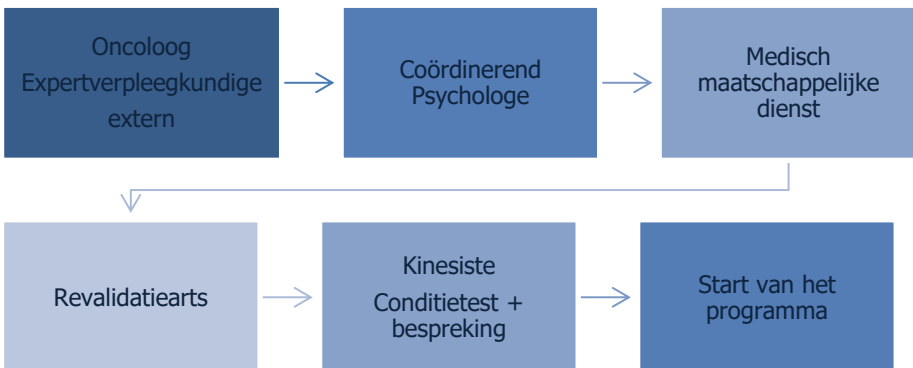 Oncoloog
Expertverpleegkundige
extern
Coördinerend
Psychologe
Medisch
maatschappelijke
dienst
Revalidatiearts
Kinesiste
Conditietest +
bespreking
Start van het
programma